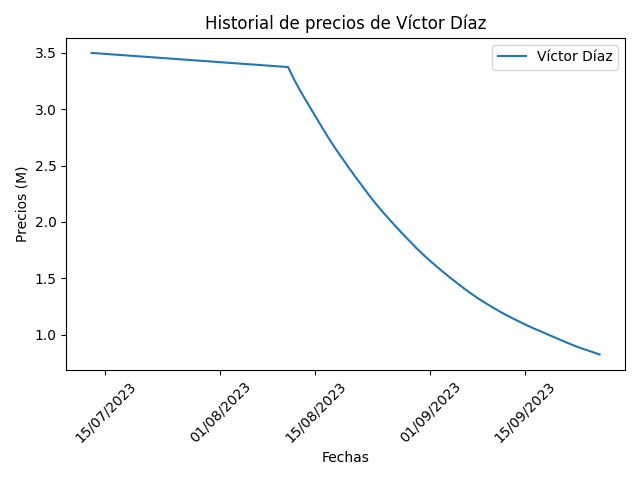 Historial de precios de Víctor Díaz
Víctor Díaz
Precios (M)
3.5
3.0
2.5
2.0
1.5
1.0
15/07/2023
01/08/2023
15/08/2023
01/09/2023
15/09/2023
Fechas